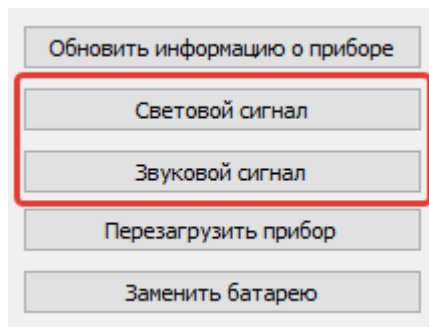 Обновить информацию о приборе
Световой сигнал
Звуковой сигнал
Перезагрузить прибор
Заменить батарею